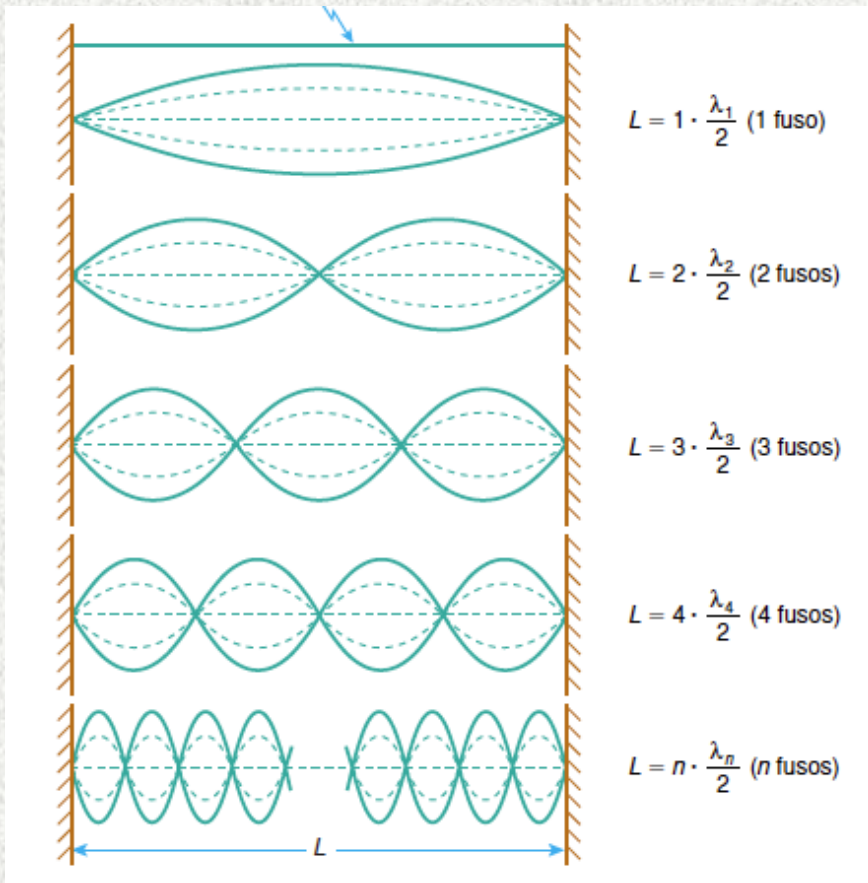 L = 1 · λ₁/2 (1 fuso)
L = 2 · λ₂/2 (2 fusos)
L = 3 · λ₃/2 (3 fusos)
L = 4 · λ₄/2 (4 fusos)
L = n · λₙ/2 (n fusos)
L